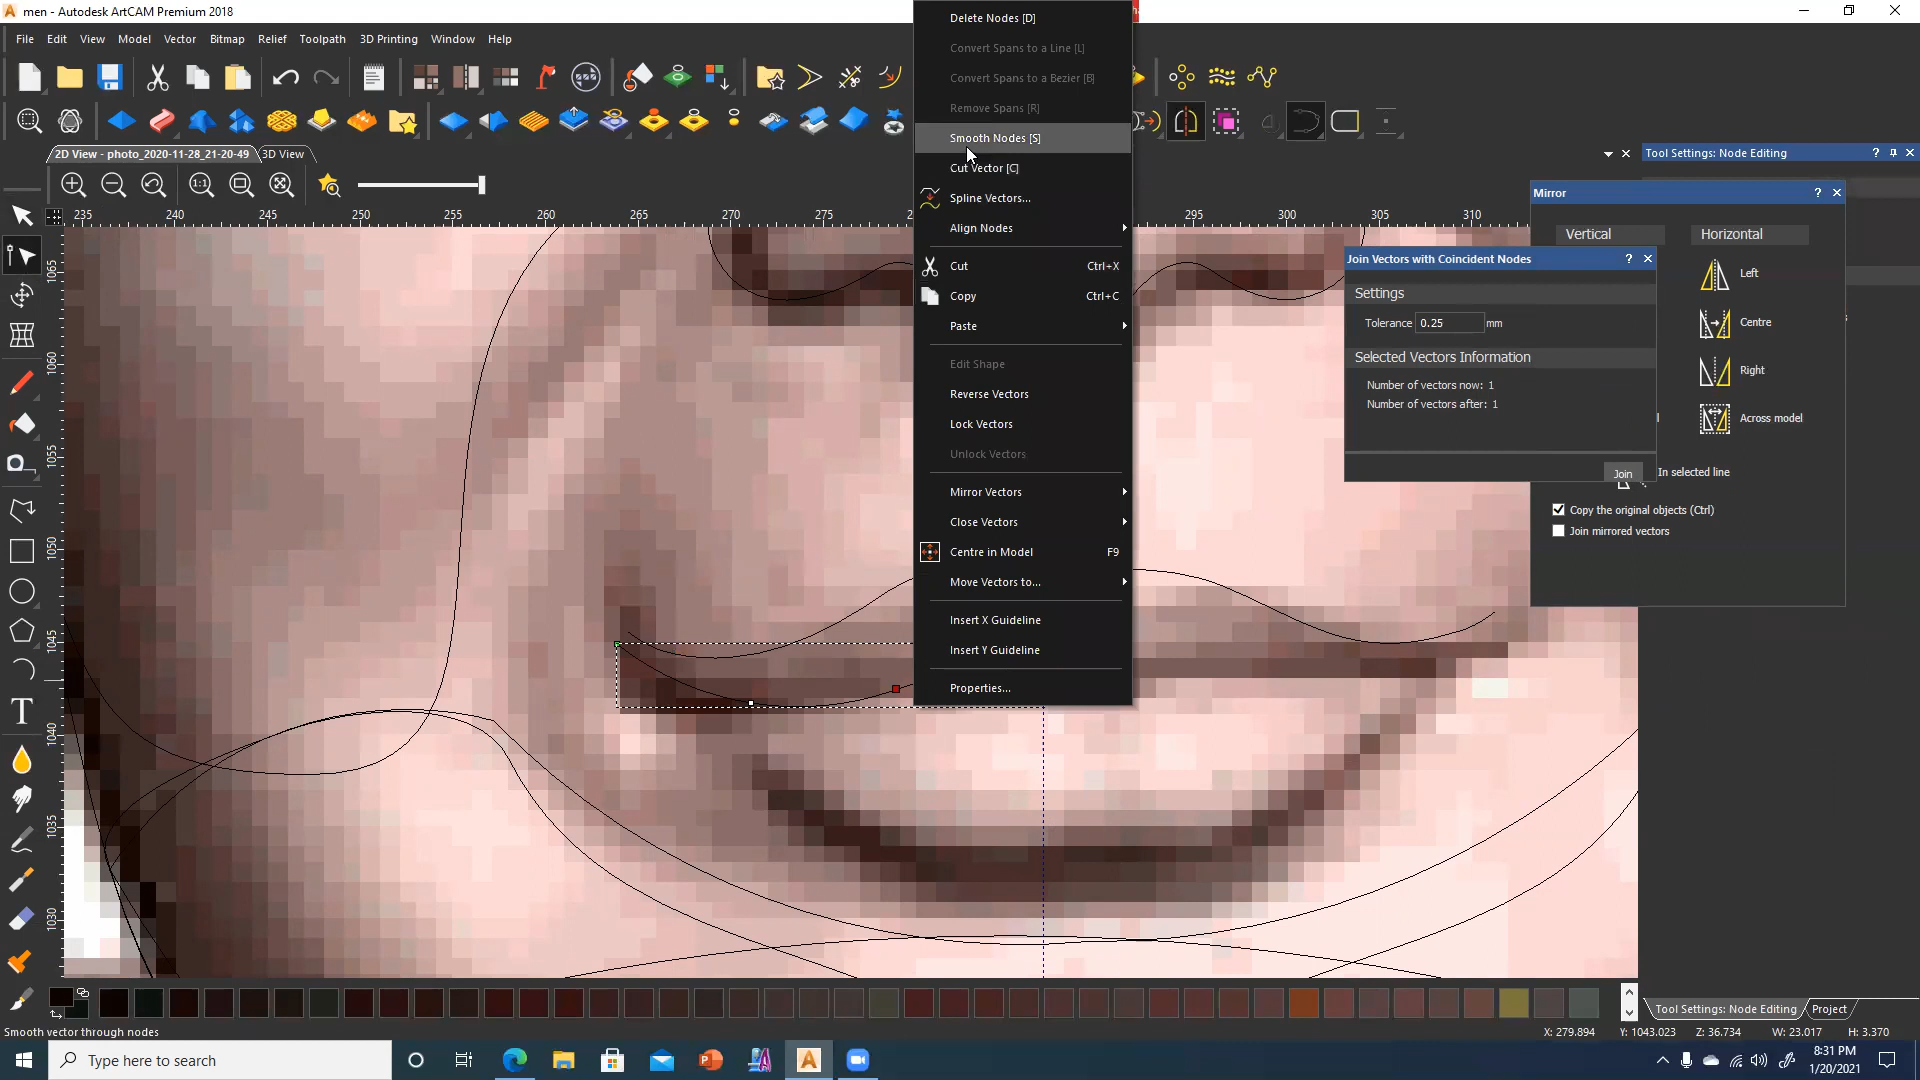 men - Autodesk ArtCAM Premium 2018
File Edit View Model Vector Bitmap Relief Toolpath 3D Printing Window Help
2D View - photo_2020-11-28_21-20-49 3D View
1:1
235 240 245 250 255 260 265 270 275 295 300 305 310
1065
1060
1055
1050
1045
1040
1035
1030
T
Delete Nodes [D]
Convert Spans to a Line [L]
Convert Spans to a Bezier [B]
Remove Spans [R]
Smooth Nodes [S]
Cut Vector [C]
Spline Vectors...
Align Nodes
Cut Ctrl+X
Copy Ctrl+C
Paste
Edit Shape
Reverse Vectors
Lock Vectors
Unlock Vectors
Mirror Vectors
Close Vectors
Centre in Model F9
Move Vectors to...
Insert X Guideline
Insert Y Guideline
Properties...
Tool Settings: Node Editing
Mirror
Vertical Horizontal
Left
Centre
Right
Across model
In selected line
Copy the original objects (Ctrl)
Join mirrored vectors
Join Vectors with Coincident Nodes
Settings
Tolerance 0.25 mm
Selected Vectors Information
Number of vectors now: 1
Number of vectors after: 1
Join
Tool Settings: Node Editing Project
Smooth vector through nodes
X: 279.894 Y: 1043.023 Z: 36.734 W: 23.017 H: 3.370
Type here to search
8:31 PM
1/20/2021